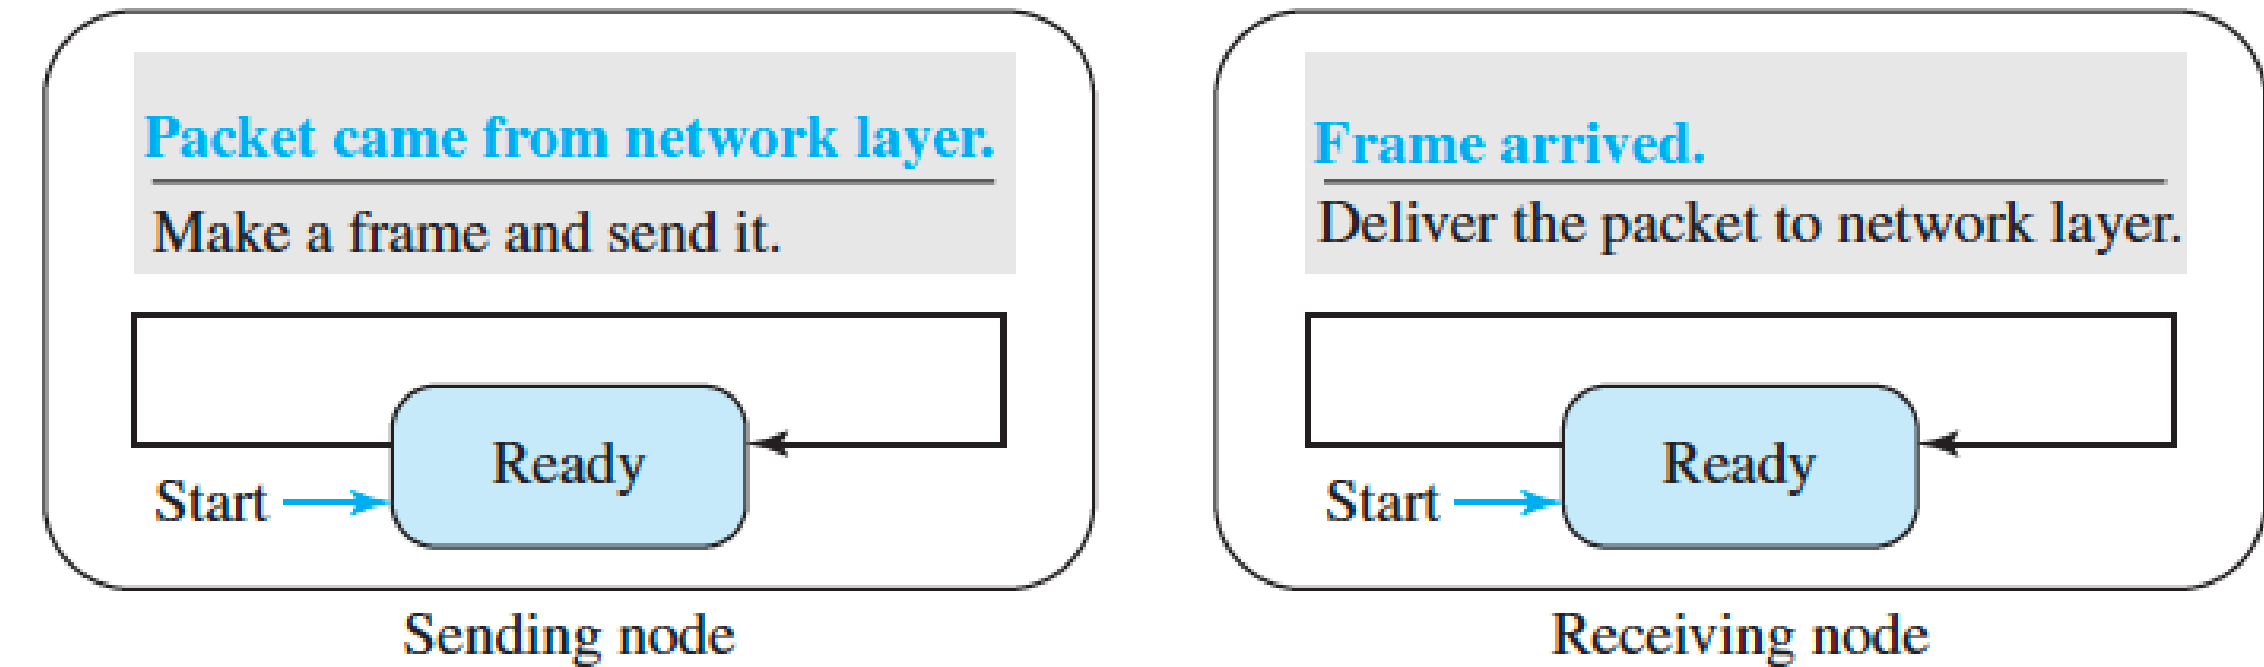 Packet came from network layer.
Make a frame and send it.
Ready
Start
Sending node
Frame arrived.
Deliver the packet to network layer.
Ready
Start
Receiving node